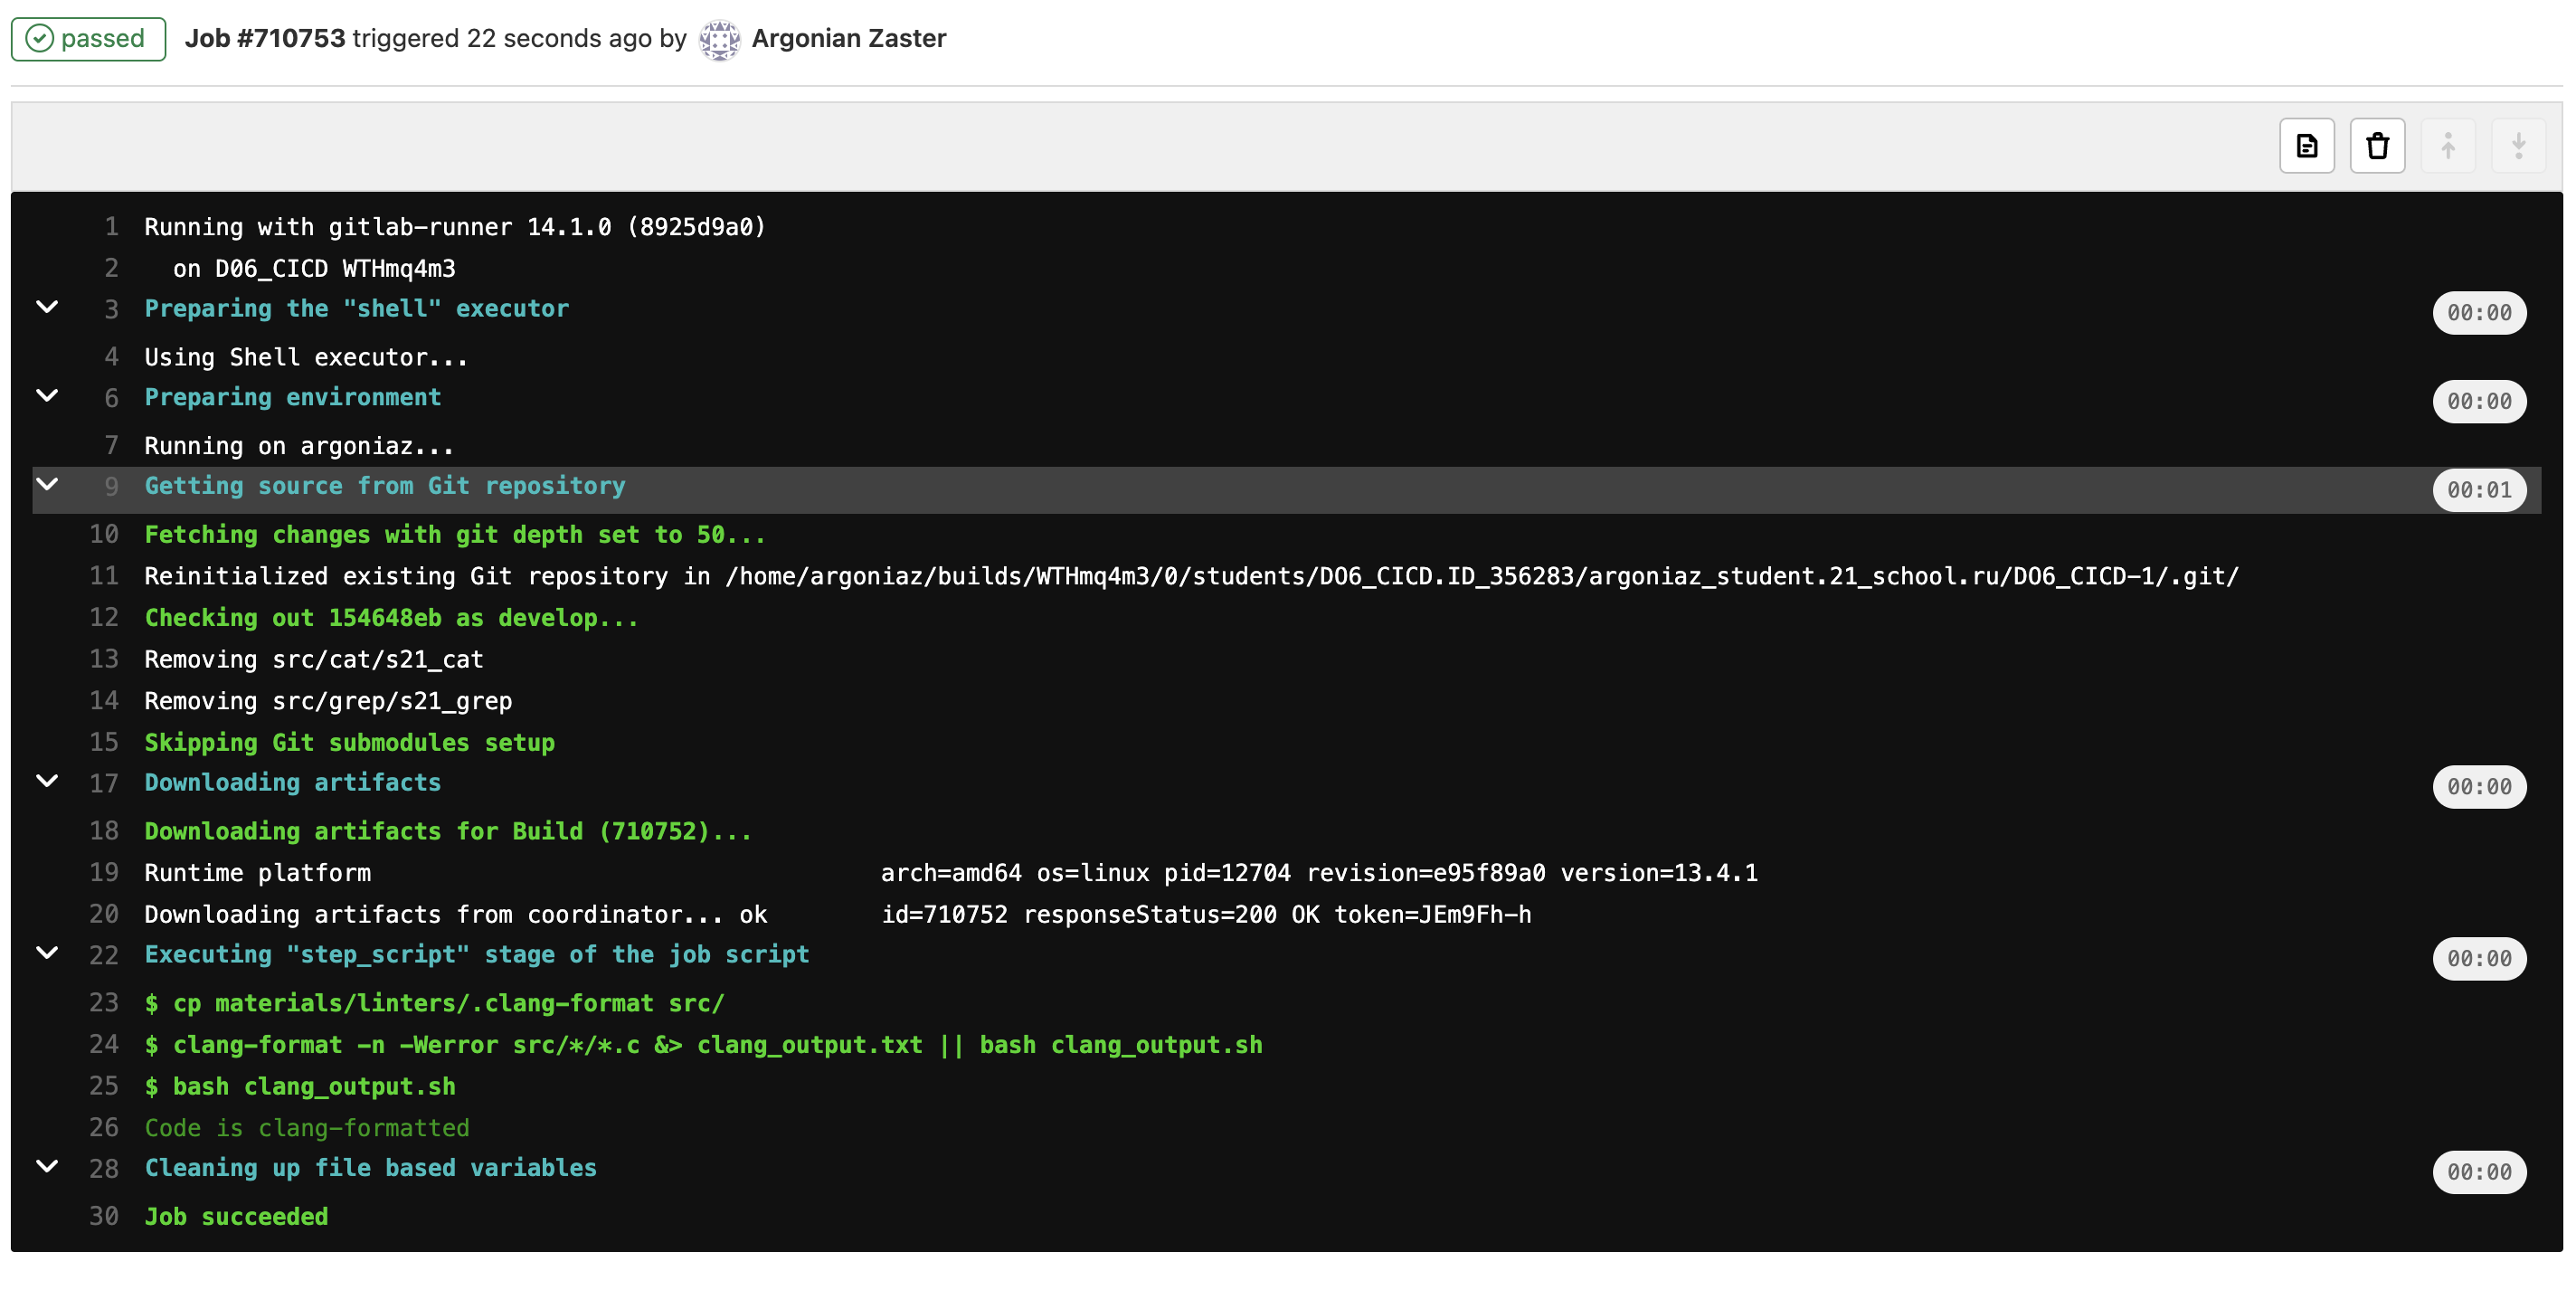 passed Job #710753 triggered 22 seconds ago by Argonian Zaster
1 Running with gitlab-runner 14.1.0 (8925d9a0)
2 on D06_CICD WTHmq4m3
3 Preparing the "shell" executor 00:00
4 Using Shell executor...
6 Preparing environment 00:00
7 Running on argoniaz...
9 Getting source from Git repository 00:01
10 Fetching changes with git depth set to 50...
11 Reinitialized existing Git repository in /home/argoniaz/builds/WTHmq4m3/0/students/DO6_CICD.ID_356283/argoniaz_student.21_school.ru/DO6_CICD-1/.git/
12 Checking out 154648eb as develop...
13 Removing src/cat/s21_cat
14 Removing src/grep/s21_grep
15 Skipping Git submodules setup
17 Downloading artifacts 00:00
18 Downloading artifacts for Build (710752)...
19 Runtime platform arch=amd64 os=linux pid=12704 revision=e95f89a0 version=13.4.1
20 Downloading artifacts from coordinator... ok id=710752 responseStatus=200 OK token=JEm9Fh-h
22 Executing "step_script" stage of the job script 00:00
23 $ cp materials/linters/.clang-format src/
24 $ clang-format -n -Werror src/*/*.c &> clang_output.txt || bash clang_output.sh
25 $ bash clang_output.sh
26 Code is clang-formatted
28 Cleaning up file based variables 00:00
30 Job succeeded